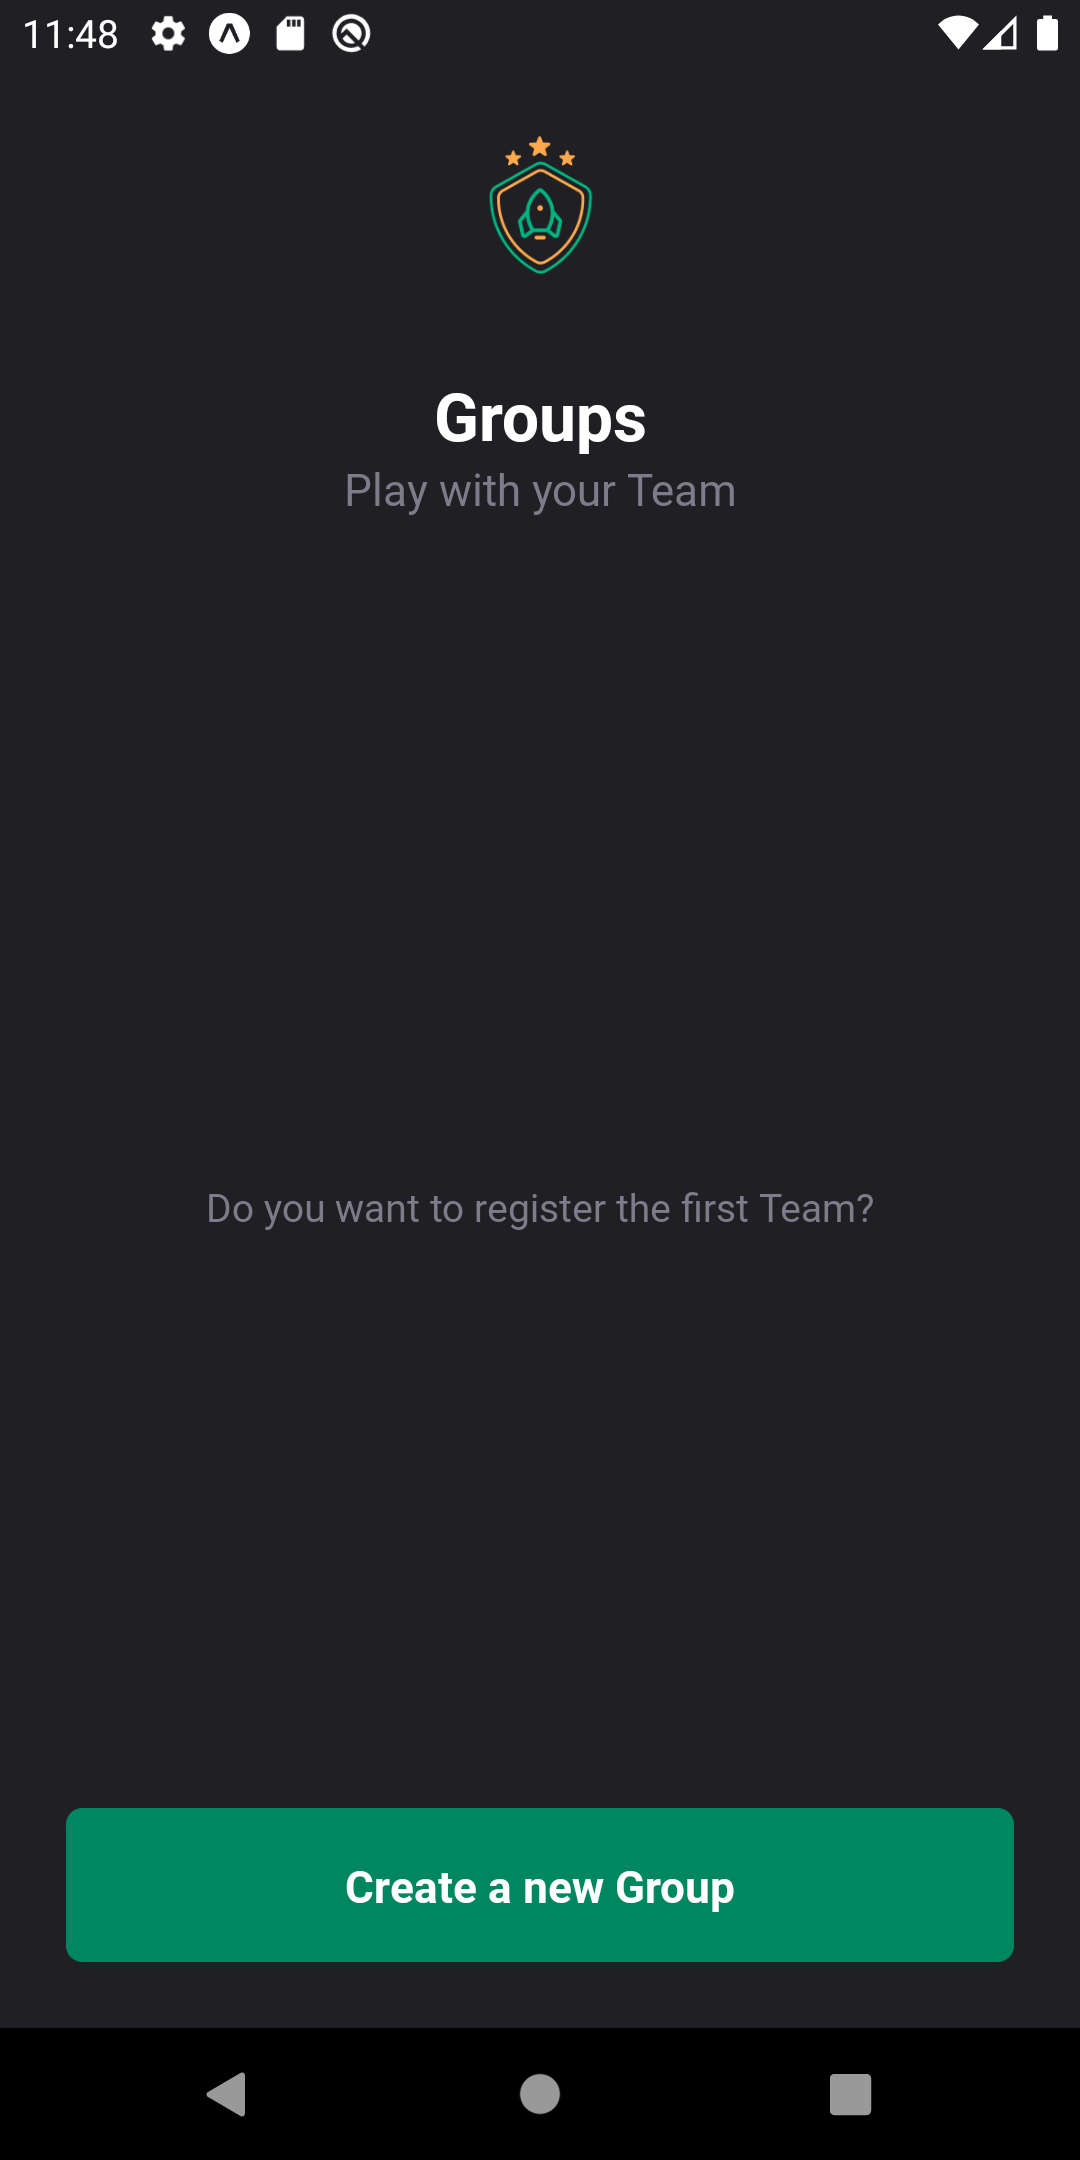 11:48
Groups
Play with your Team
Do you want to register the first Team?
Create a new Group